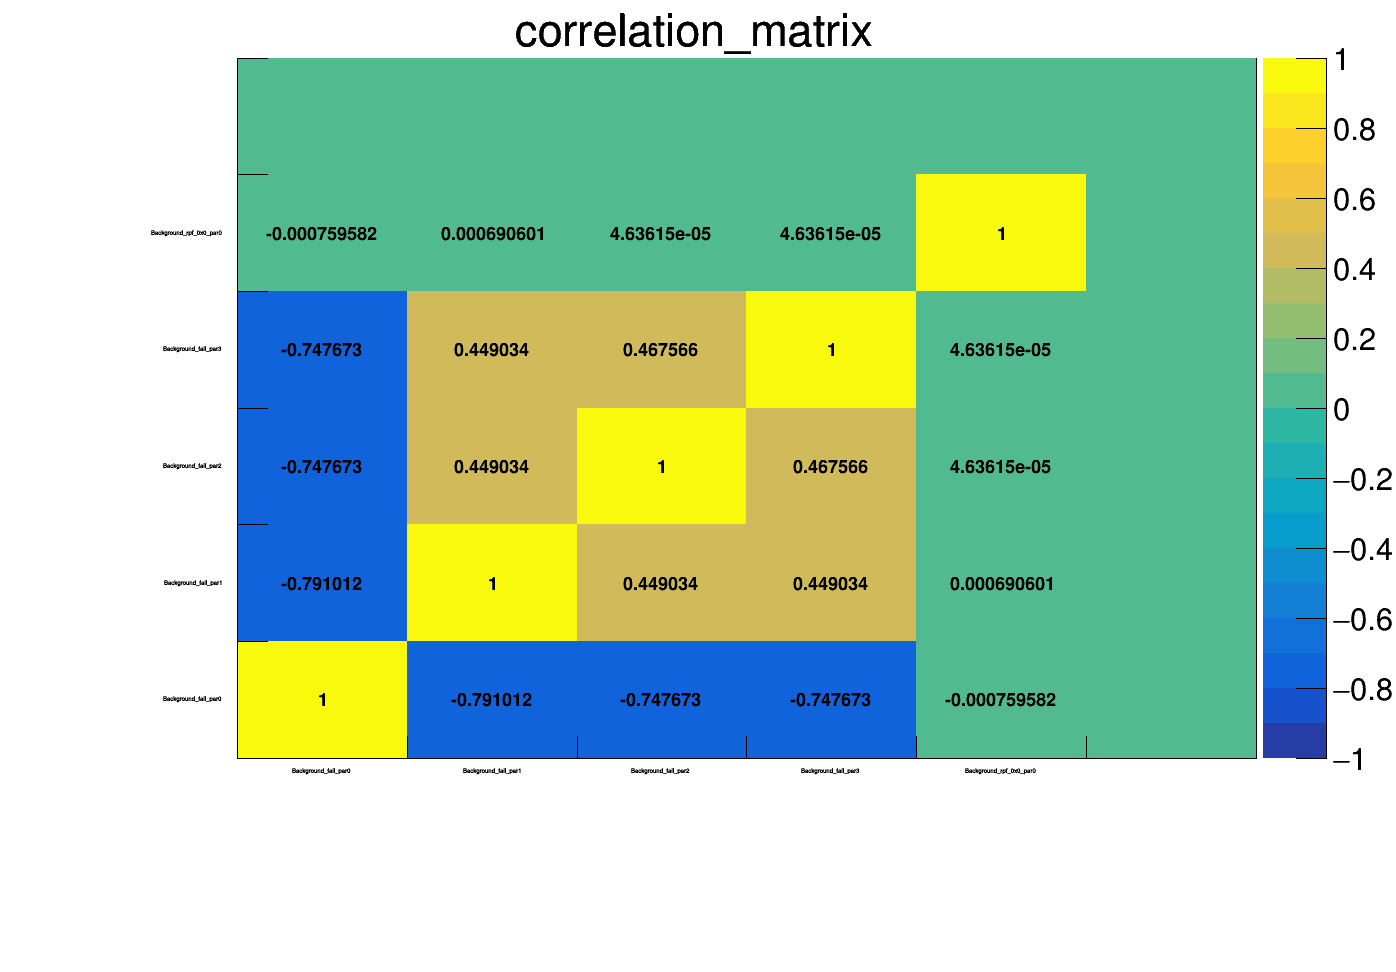 correlation_matrix
1
0.8
0.6
0.4
0.2
0
−0.2
−0.4
−0.6
−0.8
−1
Background_rpf_0x0_par0 -0.000759582 0.000690601 4.63615e-05 4.63615e-05 1
Background_fail_par3 -0.747673 0.449034 0.467566 1 4.63615e-05
Background_fail_par2 -0.747673 0.449034 1 0.467566 4.63615e-05
Background_fail_par1 -0.791012 1 0.449034 0.449034 0.000690601
Background_fail_par0 1 -0.791012 -0.747673 -0.747673 -0.000759582
Background_fail_par0 Background_fail_par1 Background_fail_par2 Background_fail_par3 Background_rpf_0x0_par0